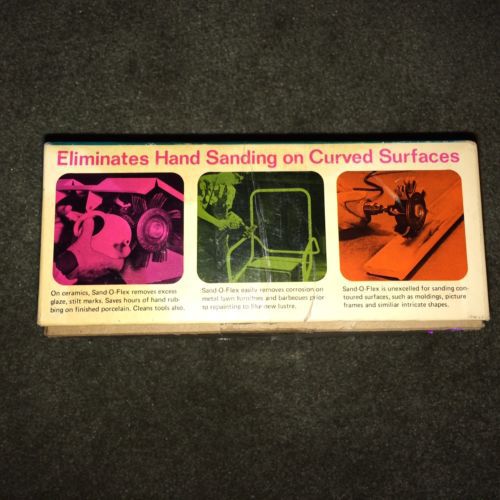 Eliminates Hand Sanding on Curved Surfaces
On ceramics, Sand-O-Flex removes excess
glaze, stilt marks. Saves hours of hand rub-
bing on finished porcelain. Cleans tools also.
Sand-O-Flex easily removes corrosion on
metal lawn furnitures and barbecues prior
to repainting to like new lustre.
Sand-O-Flex is unexcelled for sanding con-
toured surfaces, such as moldings, picture
frames and similiar intricate shapes.